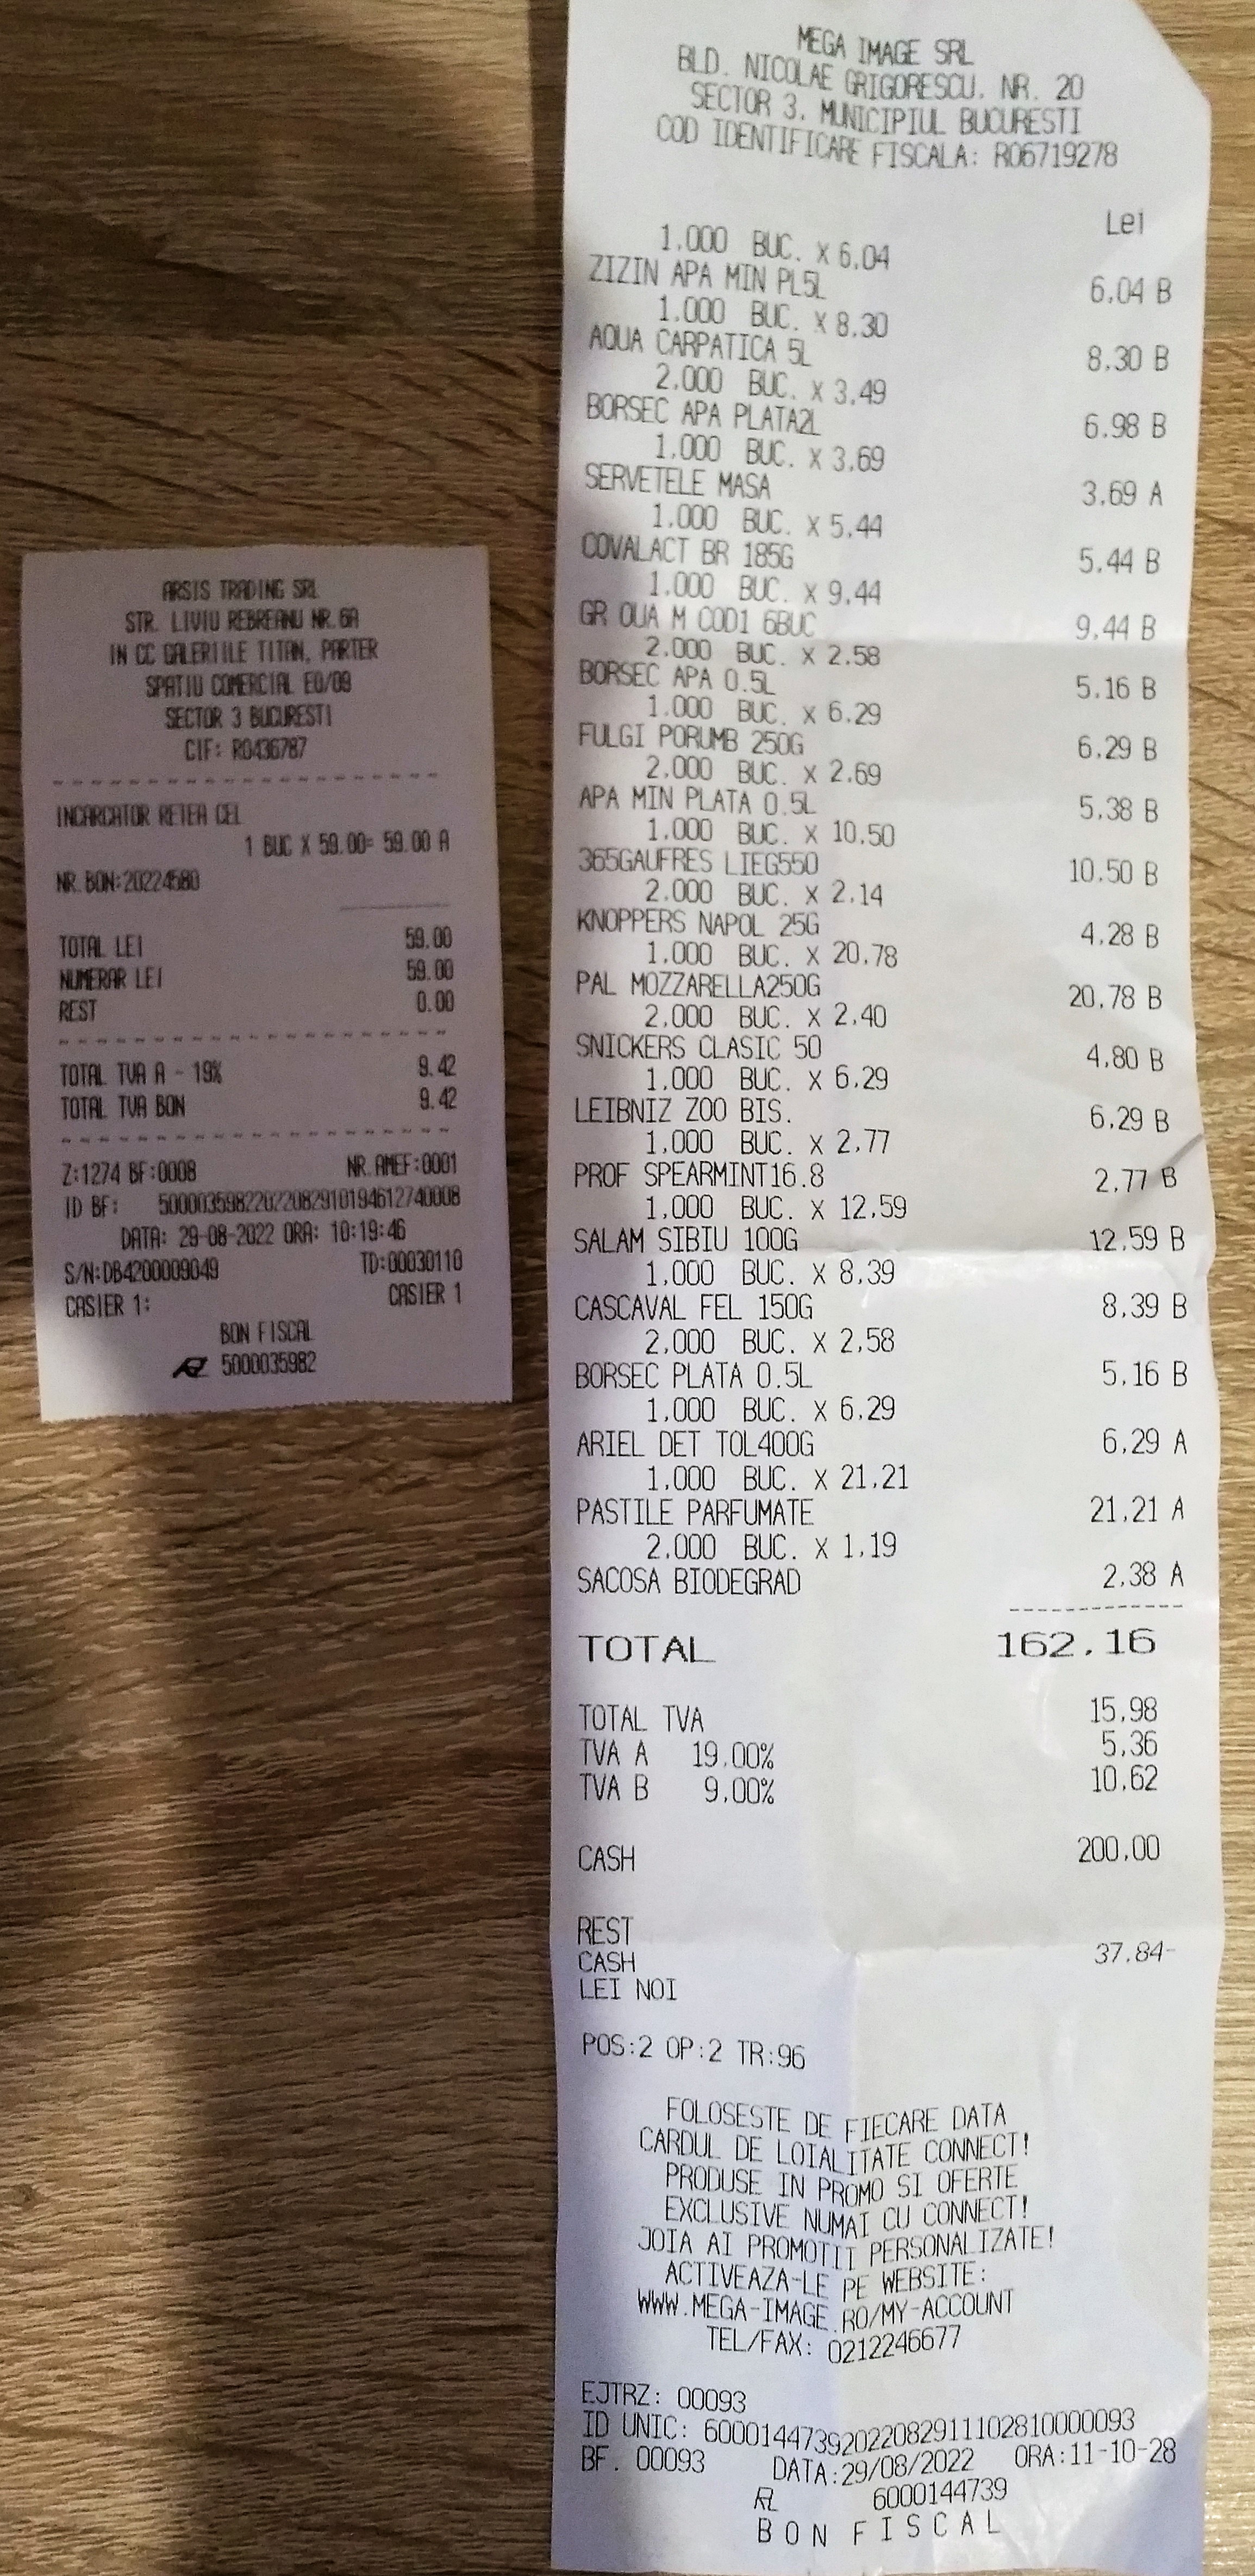 ARSIS TRADING SRL
STR. LIVIU REBREANU NR.6A
IN CC GALERIILE TITAN, PARTER
SPATIU COMERCIAL E0/09
SECTOR 3 BUCURESTI
CIF: RO436787
INCARCATOR RETEA CEL
1 BUC X 59.00= 59.00 A
NR.BON:20224580
TOTAL LEI 59.00
NUMERAR LEI 59.00
REST 0.00
TOTAL TVA A - 19% 9.42
TOTAL TVA BON 9.42
Z:1274 BF:0008 NR.AMEF:0001
ID BF: 50000359822022082910194612740008
DATA: 29-08-2022 ORA: 10:19:46
S/N:DB4200009049 TD:00030110
CASIER 1: CASIER 1
BON FISCAL
5000035982
MEGA IMAGE SRL
BLD. NICOLAE GRIGORESCU. NR. 20
SECTOR 3. MUNICIPIUL BUCURESTI
COD IDENTIFICARE FISCALA: RO6719278
Lei
1.000 BUC. X 6.04
ZIZIN APA MIN PL5L 6.04 B
1.000 BUC. X 8.30
AQUA CARPATICA 5L 8.30 B
2.000 BUC. X 3.49
BORSEC APA PLATA2L 6.98 B
1.000 BUC. X 3.69
SERVETELE MASA 3.69 A
1.000 BUC. X 5.44
COVALACT BR 185G 5.44 B
1.000 BUC. X 9.44
GR OUA M COD1 6BUC 9.44 B
2.000 BUC. X 2.58
BORSEC APA 0.5L 5.16 B
1.000 BUC. X 6.29
FULGI PORUMB 250G 6.29 B
2.000 BUC. X 2.69
APA MIN PLATA 0.5L 5.38 B
1.000 BUC. X 10.50
365GAUFRES LIEG550 10.50 B
2.000 BUC. X 2.14
KNOPPERS NAPOL 25G 4.28 B
1.000 BUC. X 20.78
PAL MOZZARELLA250G 20.78 B
2.000 BUC. X 2.40
SNICKERS CLASIC 50 4.80 B
1.000 BUC. X 6.29
LEIBNIZ ZOO BIS. 6.29 B
1.000 BUC. X 2.77
PROF SPEARMINT16.8 2.77 B
1.000 BUC. X 12.59
SALAM SIBIU 100G 12.59 B
1.000 BUC. X 8.39
CASCAVAL FEL 150G 8.39 B
2.000 BUC. X 2.58
BORSEC PLATA 0.5L 5.16 B
1.000 BUC. X 6.29
ARIEL DET TOL400G 6.29 A
1.000 BUC. X 21.21
PASTILE PARFUMATE 21.21 A
2.000 BUC. X 1.19
SACOSA BIODEGRAD 2.38 A
TOTAL 162.16
TOTAL TVA 15.98
TVA A 19.00% 5.36
TVA B 9.00% 10.62
CASH 200.00
REST
CASH 37.84-
LEI NOI
POS:2 OP:2 TR:96
FOLOSESTE DE FIECARE DATA
CARDUL DE LOIALITATE CONNECT!
PRODUSE IN PROMO SI OFERTE
EXCLUSIVE NUMAI CU CONNECT!
JOIA AI PROMOTII PERSONALIZATE!
ACTIVEAZA-LE PE WEBSITE:
WWW.MEGA-IMAGE.RO/MY-ACCOUNT
TEL/FAX: 0212246677
EJTRZ: 00093
ID UNIC: 60001447392022082911102810000093
BF. 00093 DATA:29/08/2022 ORA:11-10-28
6000144739
BON FISCAL